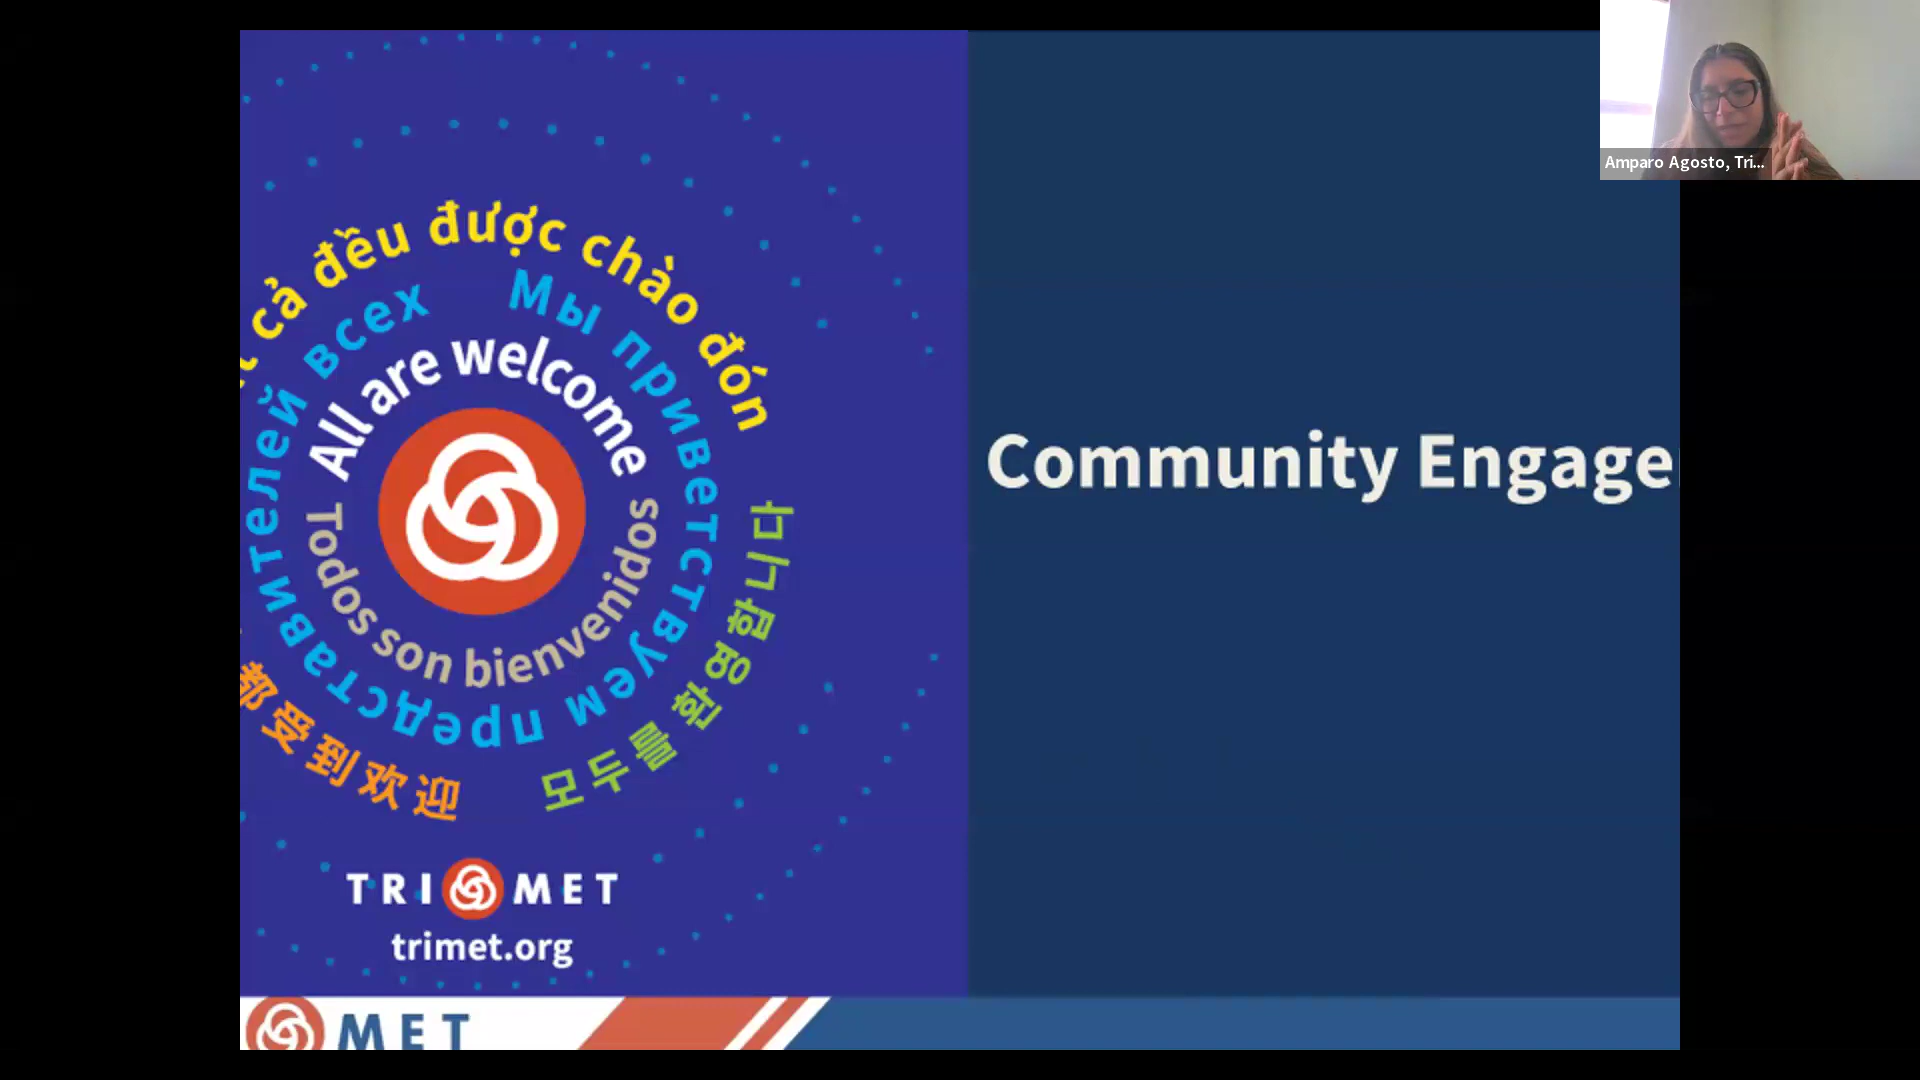 cả đều được chào đón
Мы приветствуем представителей всех
All are welcome
Todos son bienvenidos
모두를 환영합니다
都受到欢迎
TRI MET
trimet.org
MET
Community Engage
Amparo Agosto, Tri...